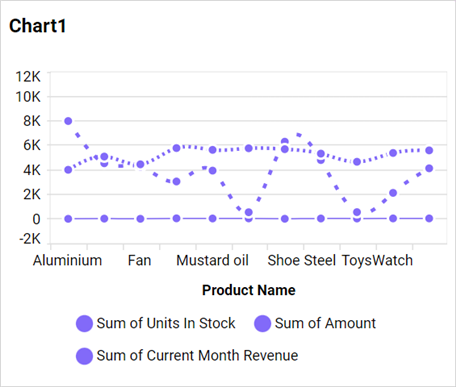 Chart1
12K
10K
8K
6K
4K
2K
0
-2K
Aluminium Fan Mustard oil Shoe Steel ToysWatch
Product Name
Sum of Units In Stock Sum of Amount
Sum of Current Month Revenue